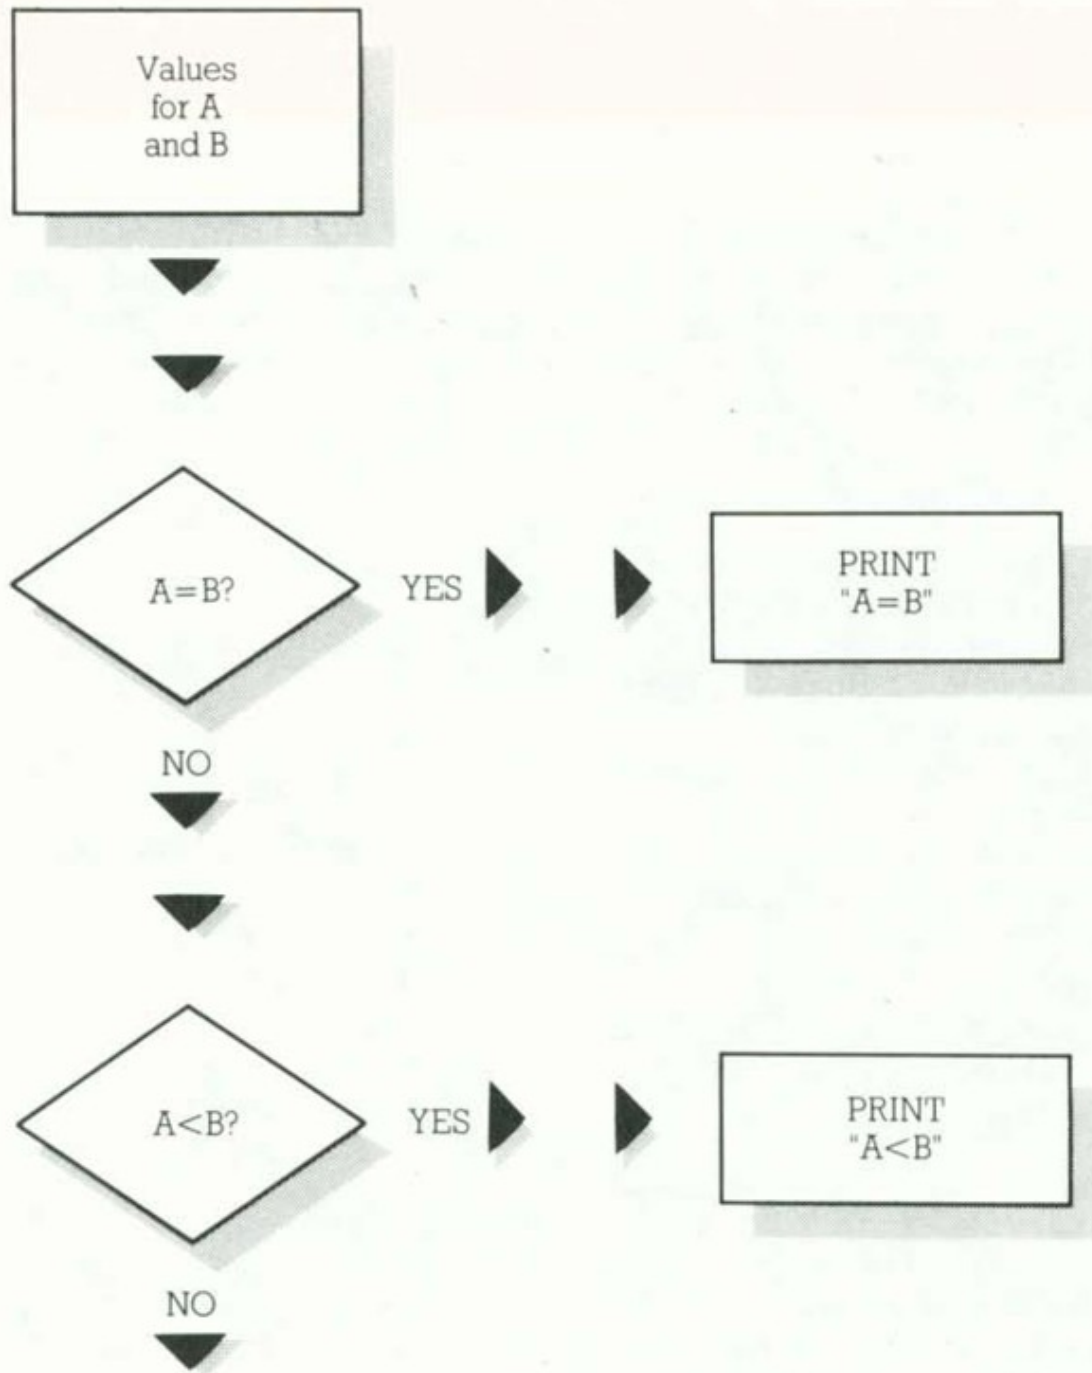 Values
for A
and B
A=B?
YES
PRINT
"A=B"
NO
A<B?
YES
PRINT
"A<B"
NO